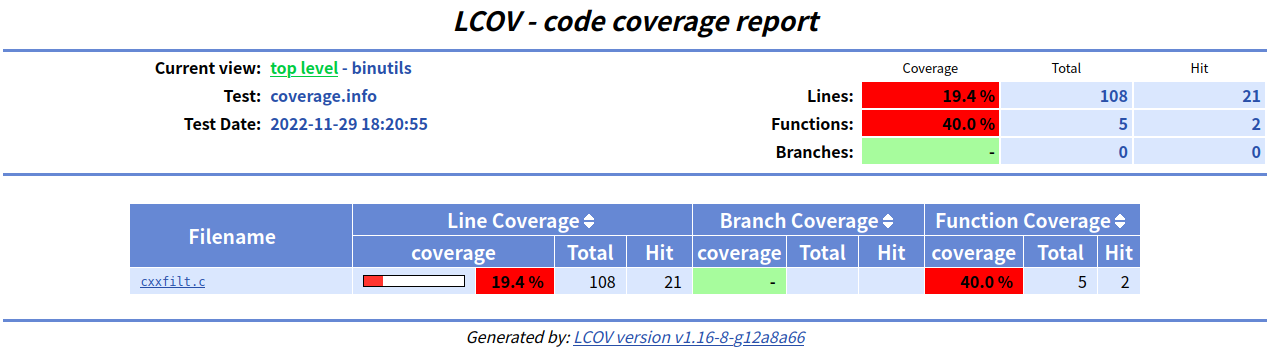 LCOV - code coverage report
Current view: top level - binutils Coverage Total Hit
Test: coverage.info Lines: 19.4 % 108 21
Test Date: 2022-11-29 18:20:55 Functions: 40.0 % 5 2
Branches: - 0 0
Filename Line Coverage Branch Coverage Function Coverage
coverage Total Hit coverage Total Hit coverage Total Hit
cxxfilt.c 19.4 % 108 21 - 40.0 % 5 2
Generated by: LCOV version v1.16-8-g12a8a66